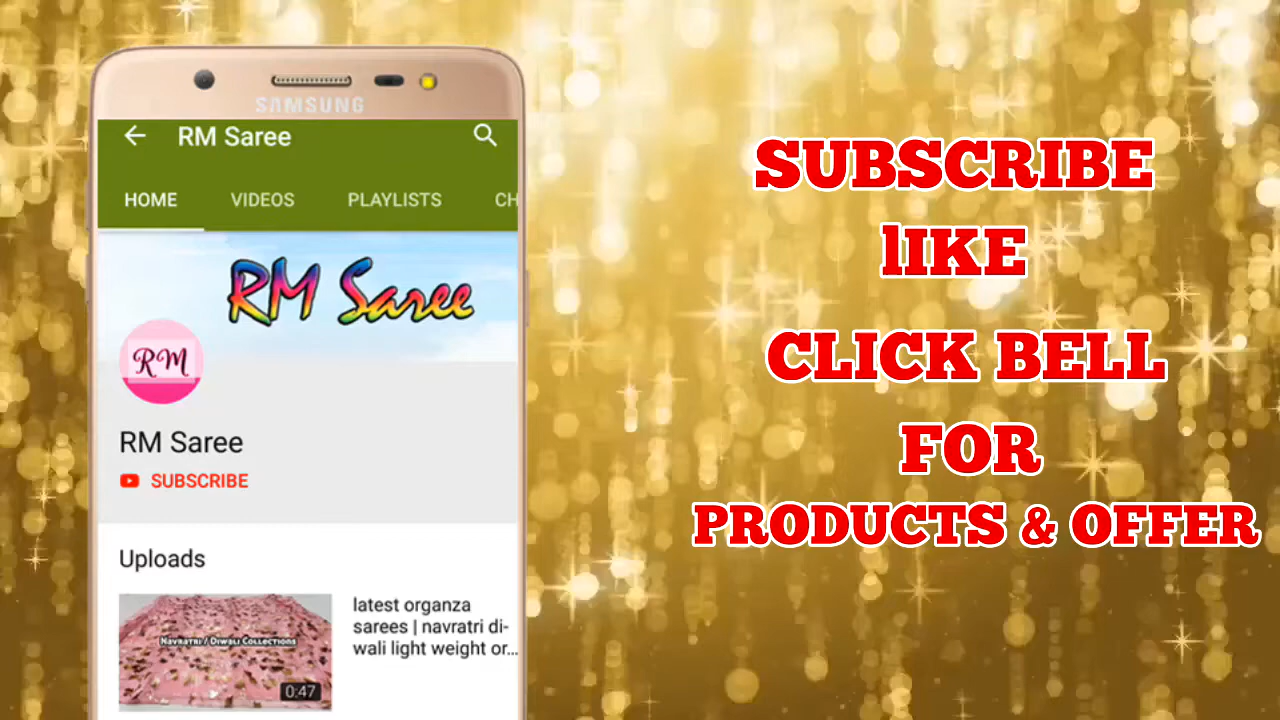 SAMSUNG
RM Saree
HOME VIDEOS PLAYLISTS CH
RM Saree
RM
RM Saree
SUBSCRIBE
Uploads
Navratri / Diwali Collections
0:47
latest organza
sarees | navratri di-
wali light weight or...
SUBSCRIBE
lIKE
CLICK BELL
FOR
PRODUCTS & OFFER